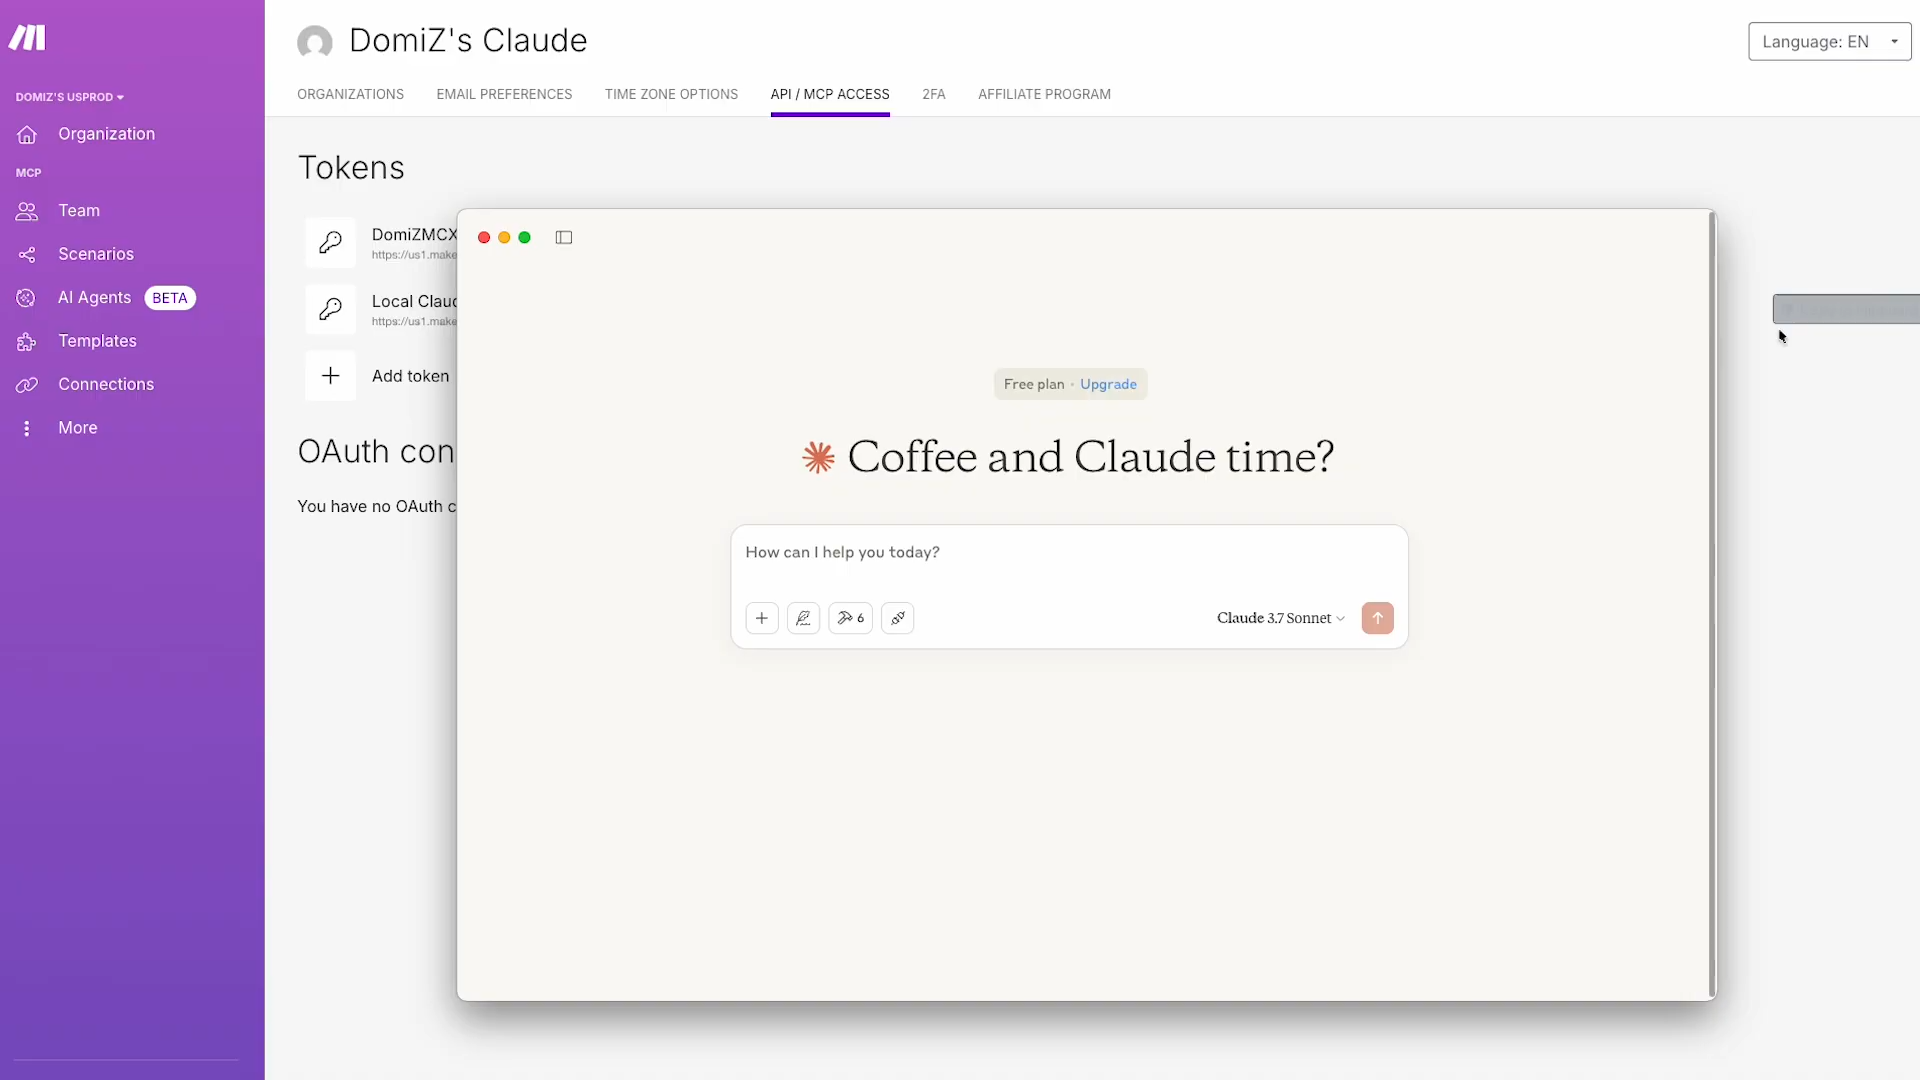 DomiZ's Claude
Language: EN
ORGANIZATIONS
EMAIL PREFERENCES
TIME ZONE OPTIONS
API / MCP ACCESS
2FA
AFFILIATE PROGRAM
DOMIZ'S USPROD
Organization
MCP
Team
Scenarios
AI Agents BETA
Templates
Connections
More
Tokens
DomiZMCX
https://us1.make
Local Clau
https://us1.make
Add token
OAuth con
You have no OAuth c
Free plan · Upgrade
Coffee and Claude time?
How can I help you today?
6
Claude 3.7 Sonnet